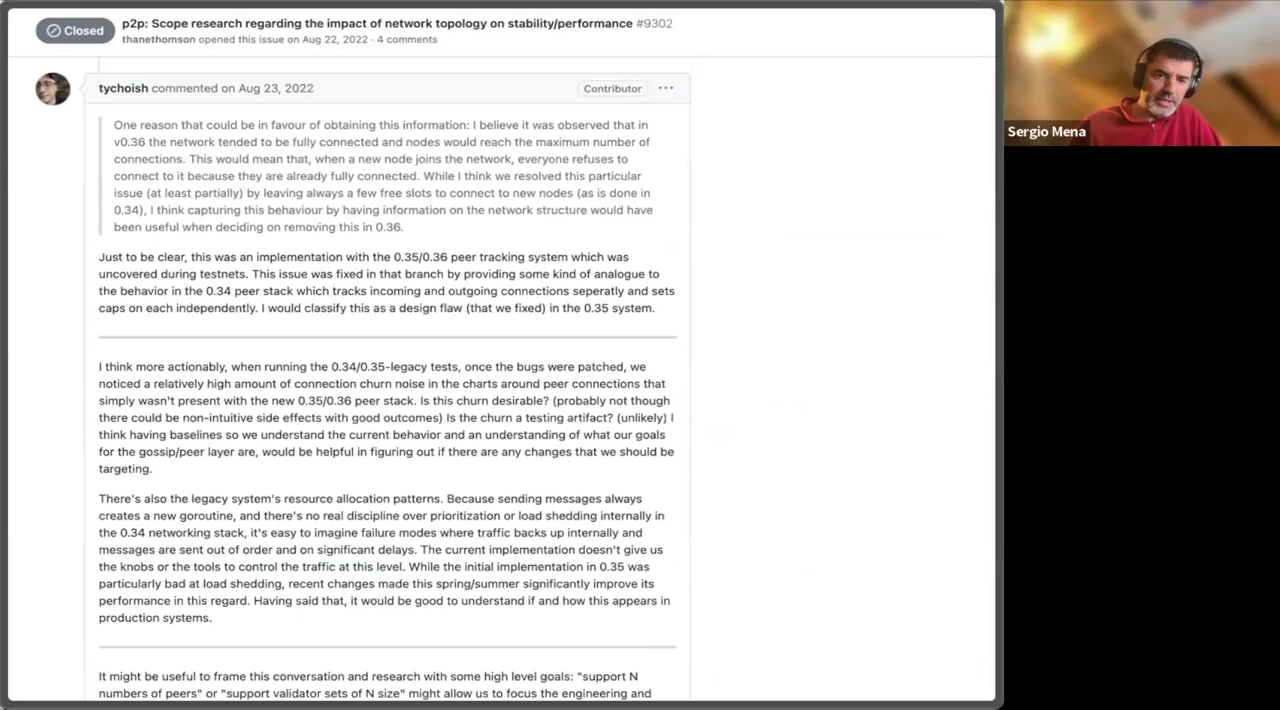 Closed
p2p: Scope research regarding the impact of network topology on stability/performance #9302
thanethomson opened this issue on Aug 22, 2022 · 4 comments
tychoish commented on Aug 23, 2022
Contributor
One reason that could be in favour of obtaining this information: I believe it was observed that in
v0.36 the network tended to be fully connected and nodes would reach the maximum number of
connections. This would mean that, when a new node joins the network, everyone refuses to
connect to it because they are already fully connected. While I think we resolved this particular
issue (at least partially) by leaving always a few free slots to connect to new nodes (as is done in
0.34), I think capturing this behaviour by having information on the network structure would have
been useful when deciding on removing this in 0.36.
Just to be clear, this was an implementation with the 0.35/0.36 peer tracking system which was
uncovered during testnets. This issue was fixed in that branch by providing some kind of analogue to
the behavior in the 0.34 peer stack which tracks incoming and outgoing connections seperatly and sets
caps on each independently. I would classify this as a design flaw (that we fixed) in the 0.35 system.
I think more actionably, when running the 0.34/0.35-legacy tests, once the bugs were patched, we
noticed a relatively high amount of connection churn noise in the charts around peer connections that
simply wasn't present with the new 0.35/0.36 peer stack. Is this churn desirable? (probably not though
there could be non-intuitive side effects with good outcomes) Is the churn a testing artifact? (unlikely) I
think having baselines so we understand the current behavior and an understanding of what our goals
for the gossip/peer layer are, would be helpful in figuring out if there are any changes that we should be
targeting.
There's also the legacy system's resource allocation patterns. Because sending messages always
creates a new goroutine, and there's no real discipline over prioritization or load shedding internally in
the 0.34 networking stack, it's easy to imagine failure modes where traffic backs up internally and
messages are sent out of order and on significant delays. The current implementation doesn't give us
the knobs or the tools to control the traffic at this level. While the initial implementation in 0.35 was
particularly bad at load shedding, recent changes made this spring/summer significantly improve its
performance in this regard. Having said that, it would be good to understand if and how this appears in
production systems.
It might be useful to frame this conversation and research with some high level goals: "support N
numbers of peers" or "support validator sets of N size" might allow us to focus the engineering and
Sergio Mena